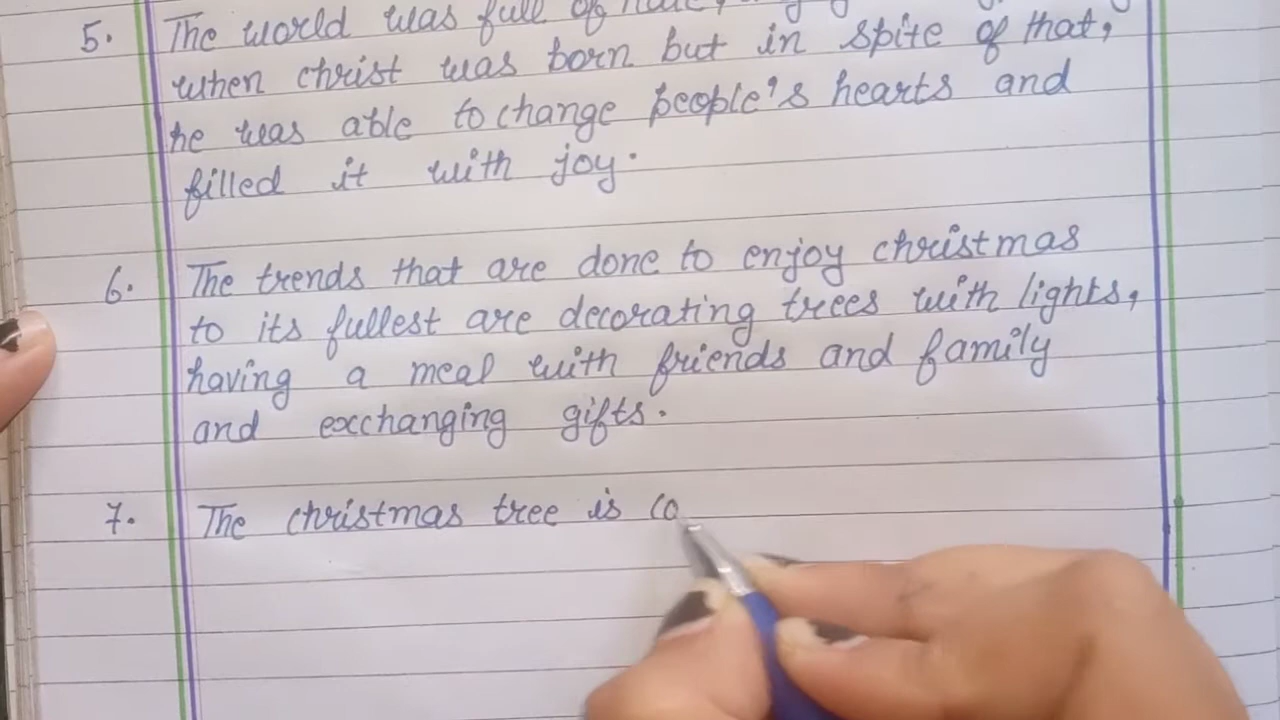 5. The world was full of
when christ was born but in spite of that,
he was able to change people's hearts and
filled it with joy.
6. The trends that are done to enjoy christmas
to its fullest are decorating trees with lights,
having a meal with friends and family
and exchanging gifts.
7. The christmas tree is co